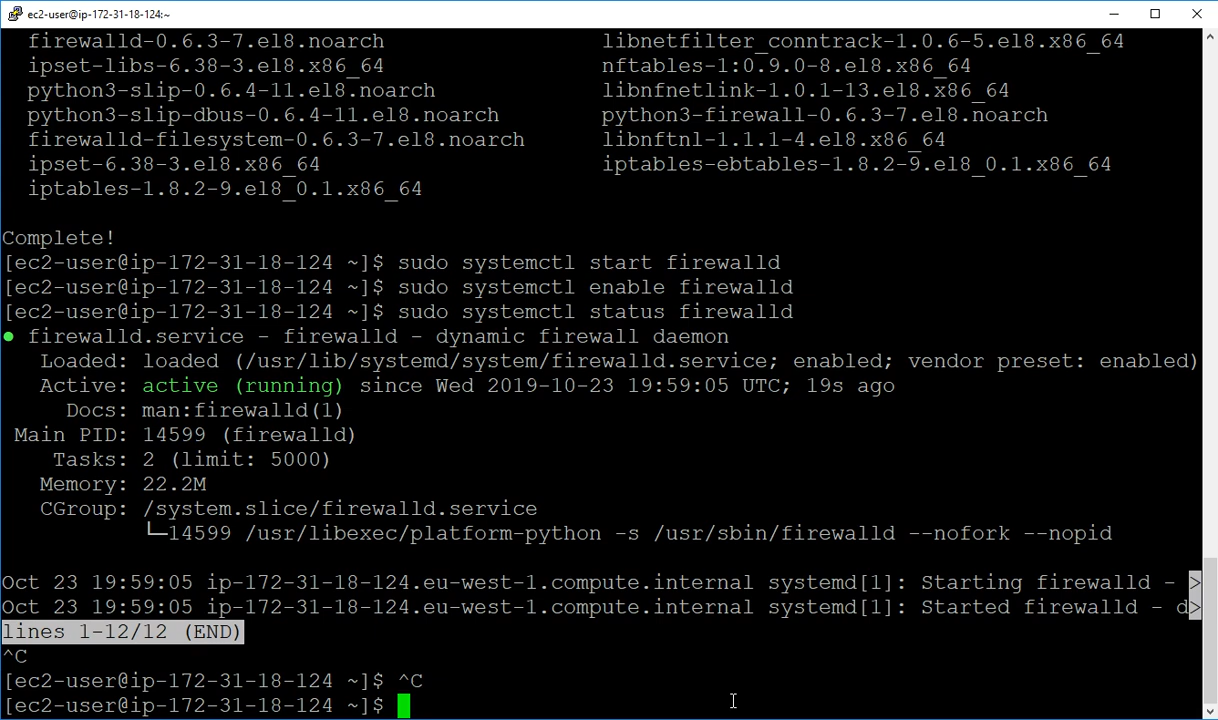 ec2-user@ip-172-31-18-124:~
firewalld-0.6.3-7.el8.noarch libnetfilter_conntrack-1.0.6-5.el8.x86_64
ipset-libs-6.38-3.el8.x86_64 nftables-1:0.9.0-8.el8.x86_64
python3-slip-0.6.4-11.el8.noarch libnfnetlink-1.0.1-13.el8.x86_64
python3-slip-dbus-0.6.4-11.el8.noarch python3-firewall-0.6.3-7.el8.noarch
firewalld-filesystem-0.6.3-7.el8.noarch libnftnl-1.1.1-4.el8.x86_64
ipset-6.38-3.el8.x86_64 iptables-ebtables-1.8.2-9.el8_0.1.x86_64
iptables-1.8.2-9.el8_0.1.x86_64
Complete!
[ec2-user@ip-172-31-18-124 ~]$ sudo systemctl start firewalld
[ec2-user@ip-172-31-18-124 ~]$ sudo systemctl enable firewalld
[ec2-user@ip-172-31-18-124 ~]$ sudo systemctl status firewalld
● firewalld.service - firewalld - dynamic firewall daemon
Loaded: loaded (/usr/lib/systemd/system/firewalld.service; enabled; vendor preset: enabled)
Active: active (running) since Wed 2019-10-23 19:59:05 UTC; 19s ago
Docs: man:firewalld(1)
Main PID: 14599 (firewalld)
Tasks: 2 (limit: 5000)
Memory: 22.2M
CGroup: /system.slice/firewalld.service
└─14599 /usr/libexec/platform-python -s /usr/sbin/firewalld --nofork --nopid
Oct 23 19:59:05 ip-172-31-18-124.eu-west-1.compute.internal systemd[1]: Starting firewalld - >
Oct 23 19:59:05 ip-172-31-18-124.eu-west-1.compute.internal systemd[1]: Started firewalld - d>
lines 1-12/12 (END)
^C
[ec2-user@ip-172-31-18-124 ~]$ ^C
[ec2-user@ip-172-31-18-124 ~]$